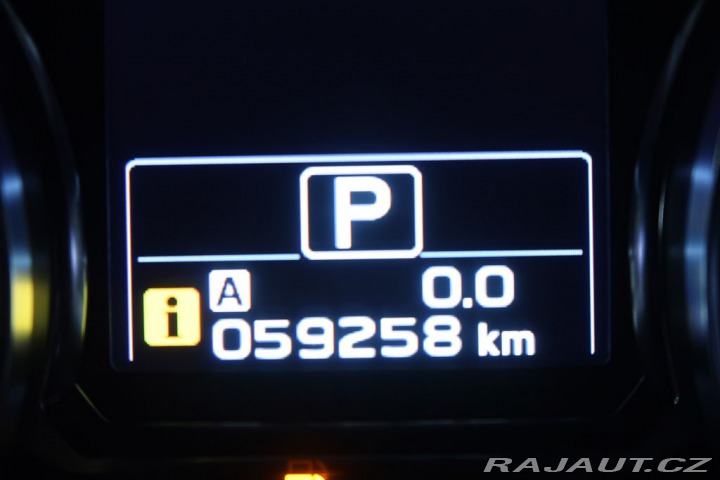 P
A 0.0
i 059258 km
RAJAUT.CZ